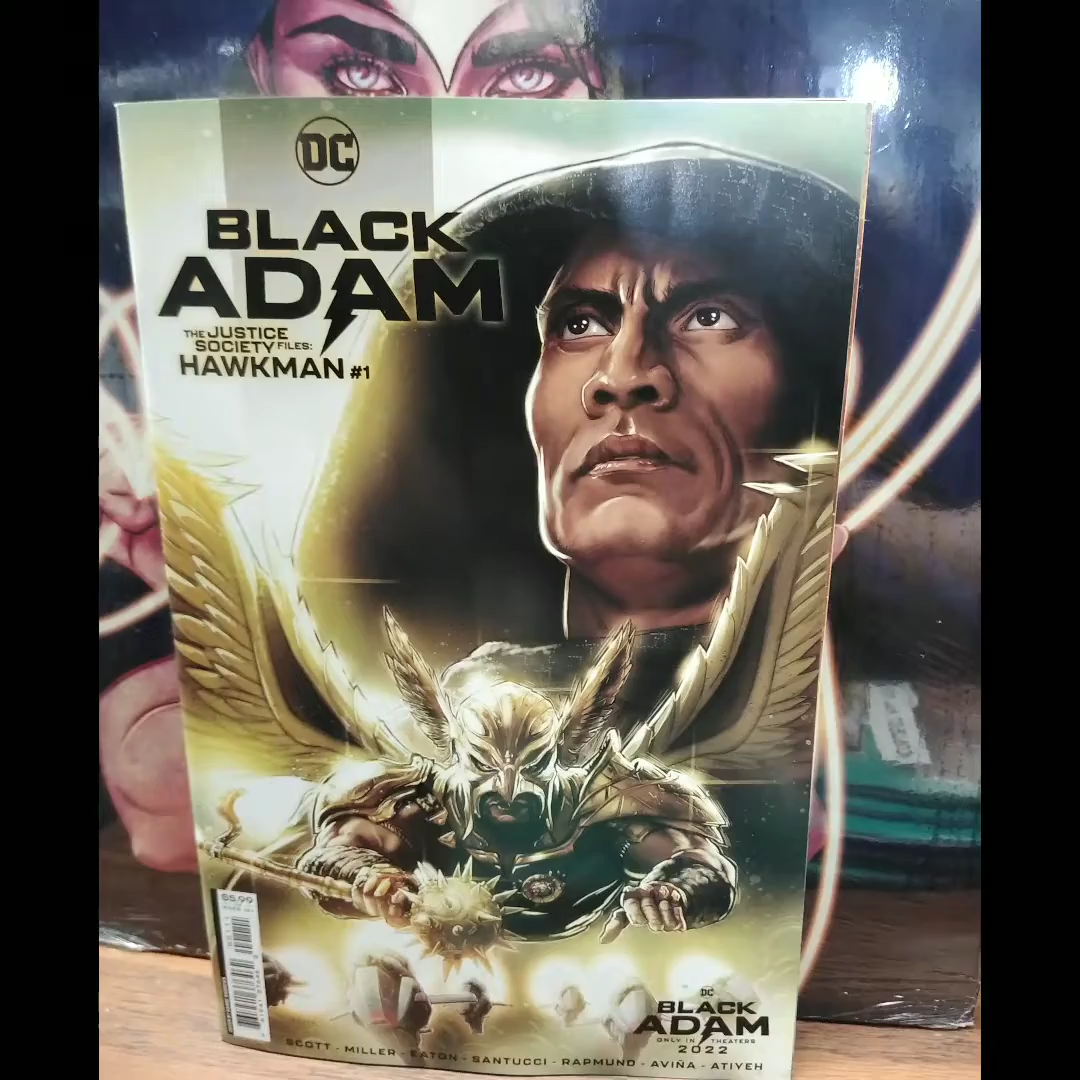 DC
BLACK
ADAM
THE JUSTICE
SOCIETY FILES:
HAWKMAN #1
$5.99
DC
BLACK
ADAM
ONLY IN THEATERS
2022
SCOTT - MILLER - EATON - SANTUCCI - RAPMUND - AVIÑA - ATIYEH